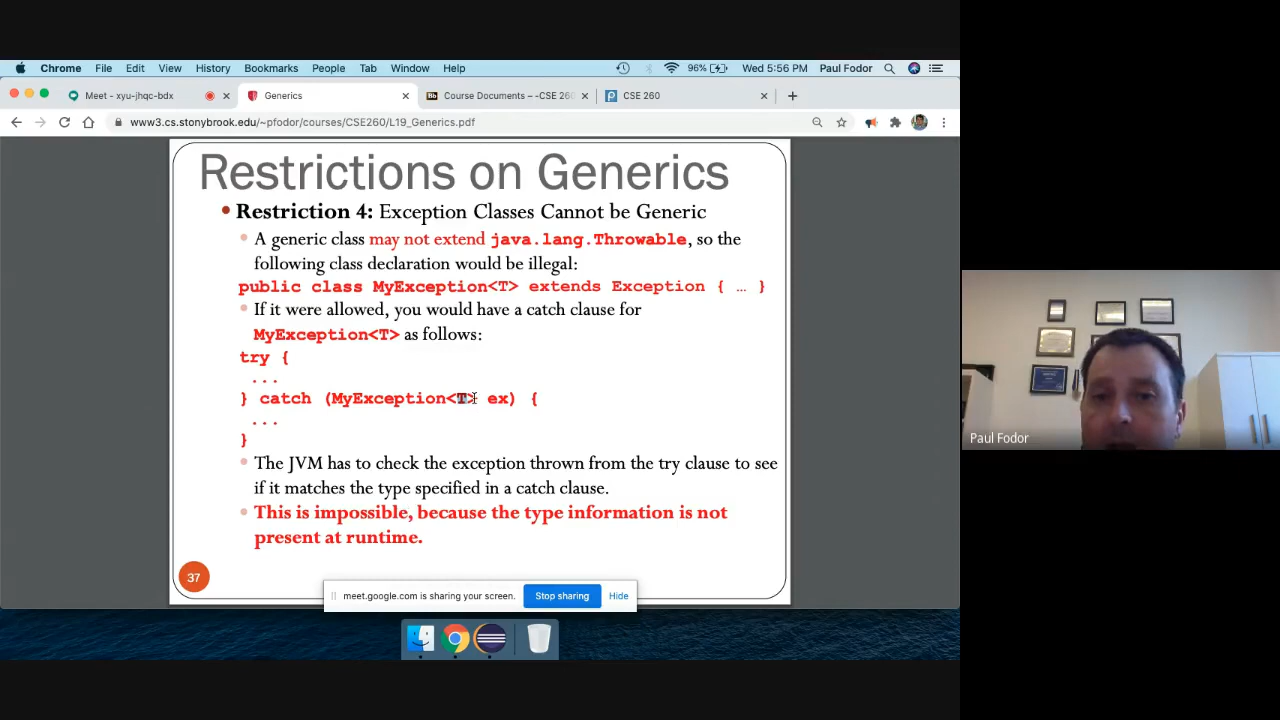 Chrome File Edit View History Bookmarks People Tab Window Help 96% Wed 5:56 PM Paul Fodor
Meet - xyu-jhqc-bdx Generics Bb Course Documents – -CSE 260 CSE 260
www3.cs.stonybrook.edu/~pfodor/courses/CSE260/L19_Generics.pdf
Restrictions on Generics
Restriction 4: Exception Classes Cannot be Generic
A generic class may not extend java.lang.Throwable, so the
following class declaration would be illegal:
public class MyException<T> extends Exception { … }
If it were allowed, you would have a catch clause for
MyException<T> as follows:
try {
...
} catch (MyException<T> ex) {
...
}
The JVM has to check the exception thrown from the try clause to see
if it matches the type specified in a catch clause.
This is impossible, because the type information is not
present at runtime.
37
meet.google.com is sharing your screen. Stop sharing Hide
Paul Fodor